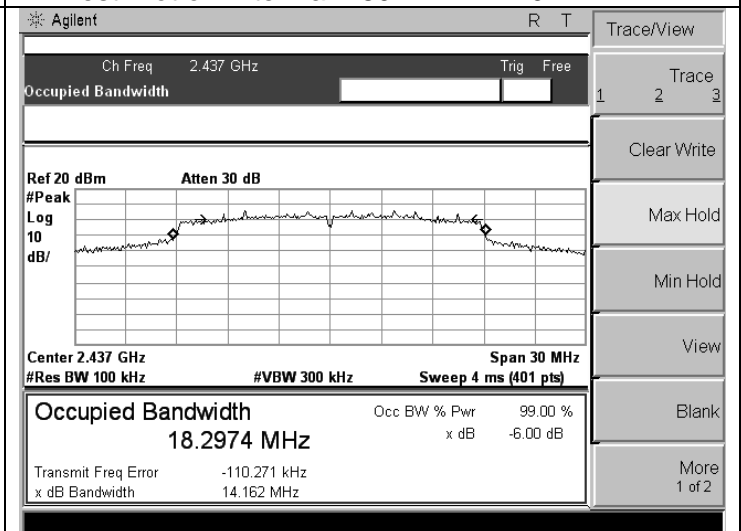 Agilent R T
Trace/View
Ch Freq 2.437 GHz Trig Free
Occupied Bandwidth
Trace
1 2 3
Clear Write
Ref 20 dBm Atten 30 dB
#Peak
Log
10
dB/
Max Hold
Min Hold
View
Center 2.437 GHz Span 30 MHz
#Res BW 100 kHz #VBW 300 kHz Sweep 4 ms (401 pts)
Occupied Bandwidth Occ BW % Pwr 99.00 %
18.2974 MHz x dB -6.00 dB
Blank
Transmit Freq Error -110.271 kHz
x dB Bandwidth 14.162 MHz
More
1 of 2